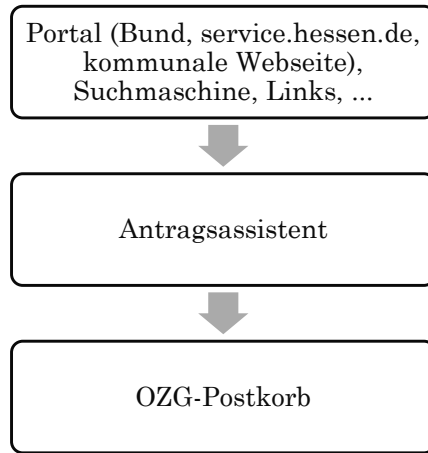 Portal (Bund, service.hessen.de,
kommunale Webseite),
Suchmaschine, Links, ...
Antragsassistent
OZG-Postkorb